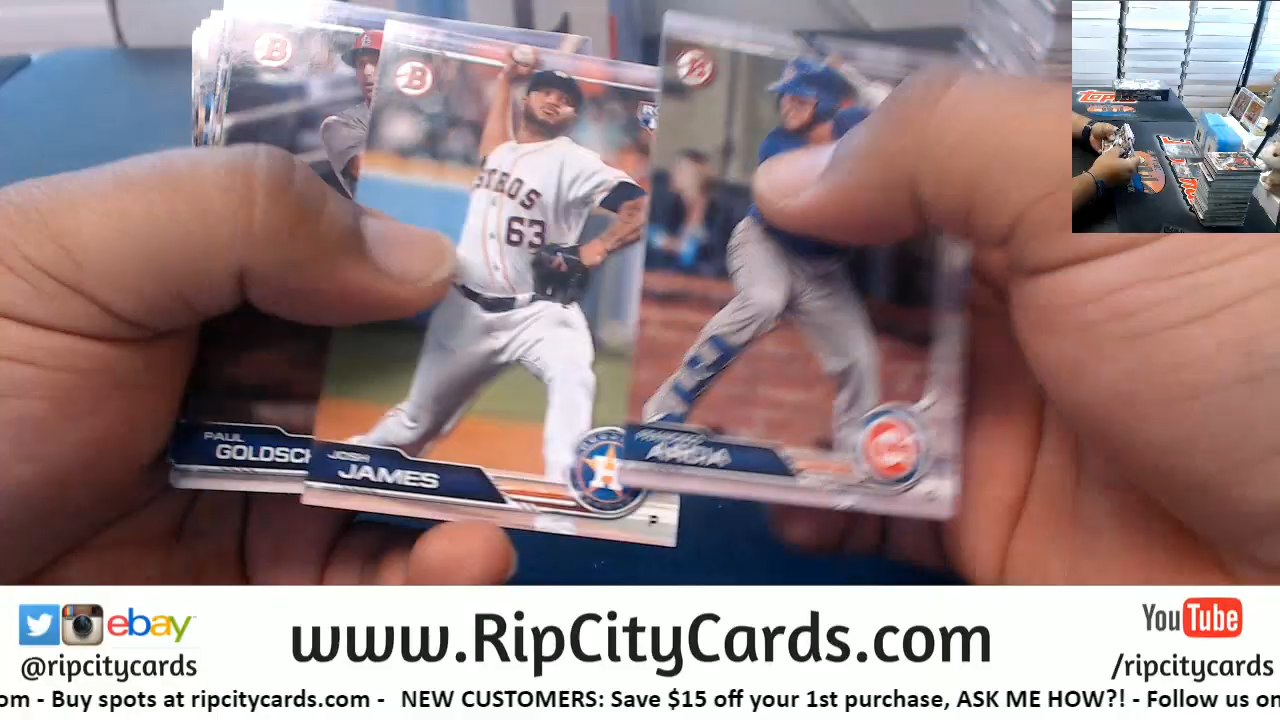 B
PAUL
GOLDSCH
B
ASTROS
63
JOSH
JAMES
H
P
B
ebay
@ripcitycards
www.RipCityCards.com
YouTube
/ripcitycards
om - Buy spots at ripcitycards.com - NEW CUSTOMERS: Save $15 off your 1st purchase, ASK ME HOW?! - Follow us on